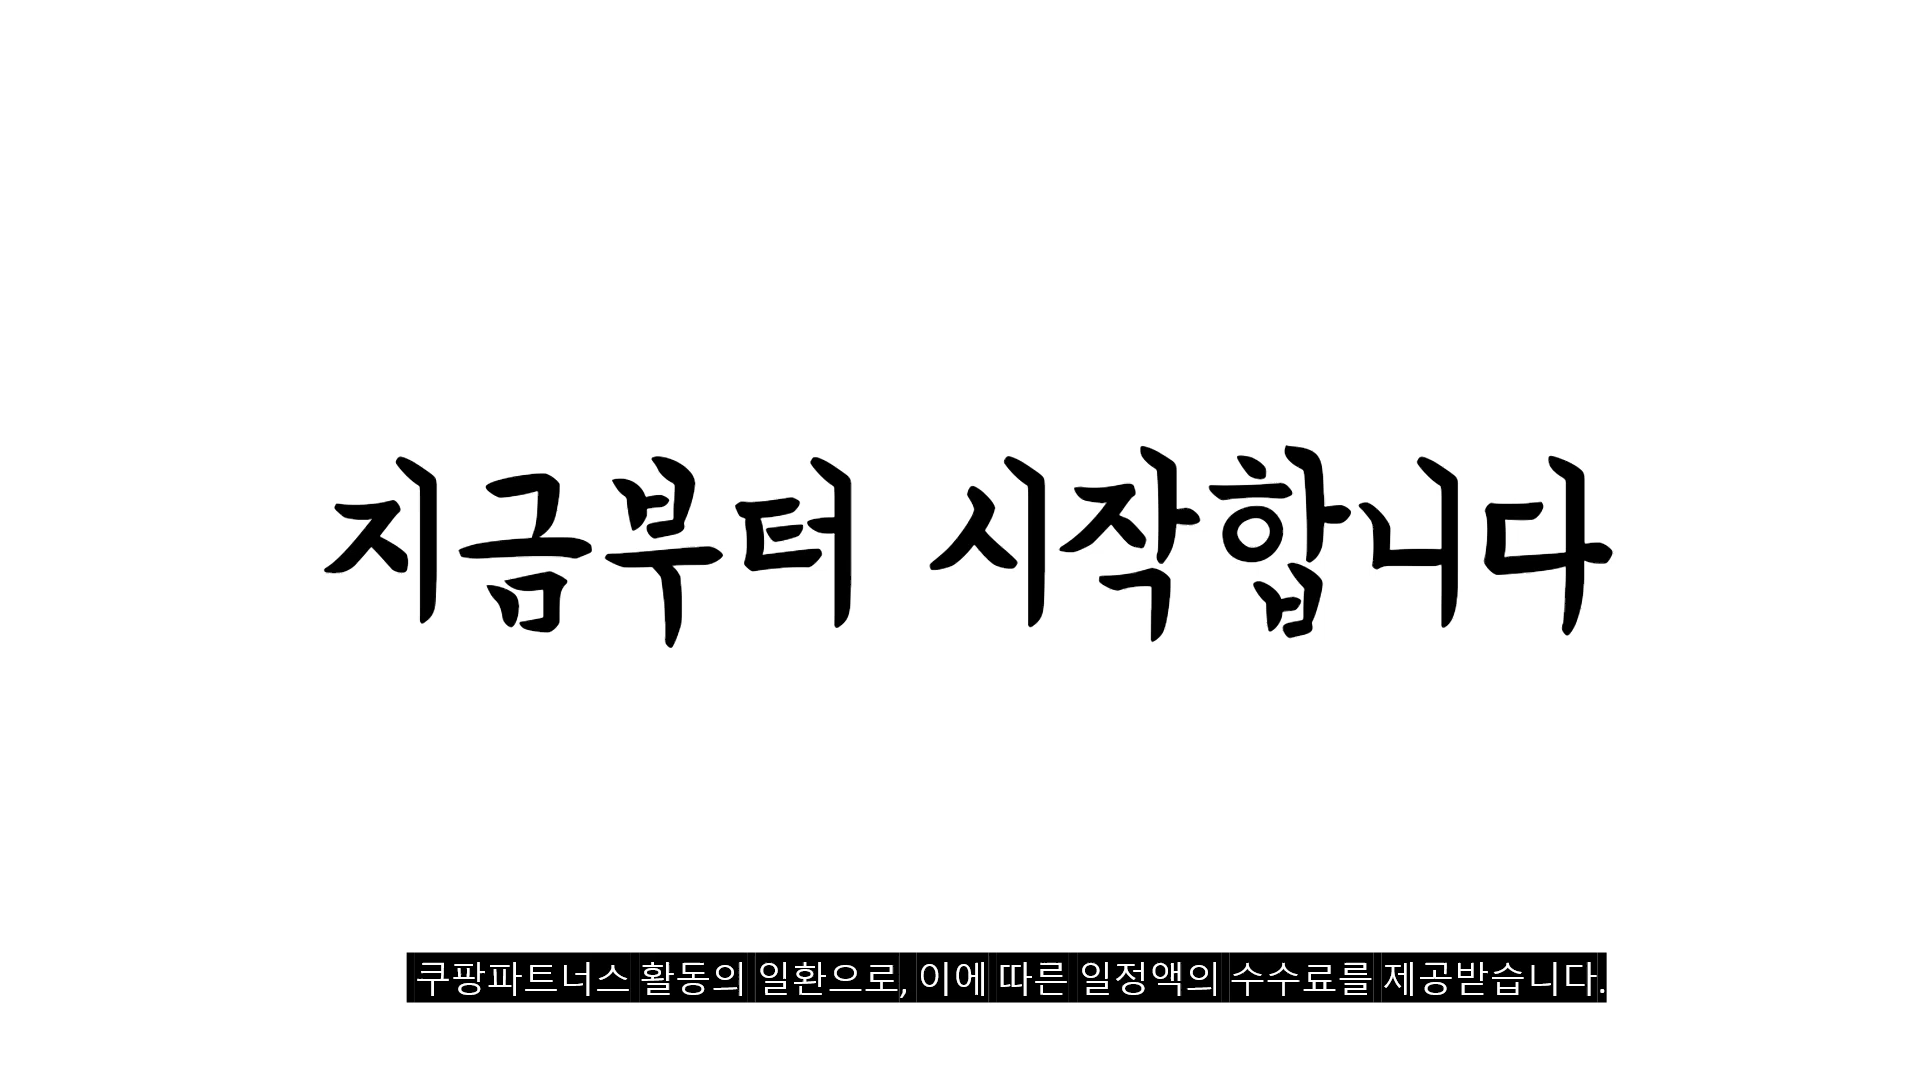 지금부터 시작합니다
쿠팡파트너스 활동의 일환으로, 이에 따른 일정액의 수수료를 제공받습니다.